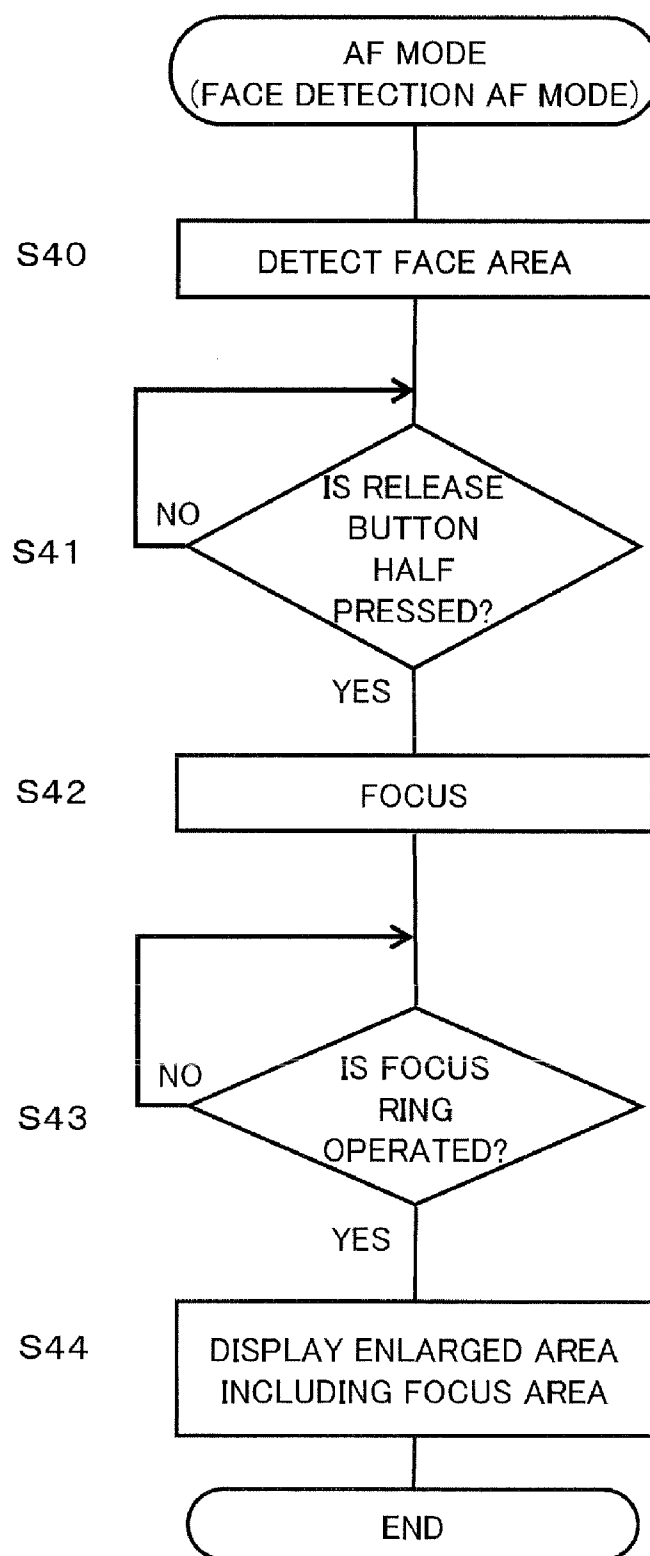 AF MODE
(FACE DETECTION AF MODE)
S40
DETECT FACE AREA
IS RELEASE
BUTTON
HALF
PRESSED?
NO
S41
YES
S42
FOCUS
IS FOCUS
RING
OPERATED?
NO
S43
YES
S44
DISPLAY ENLARGED AREA
INCLUDING FOCUS AREA
END